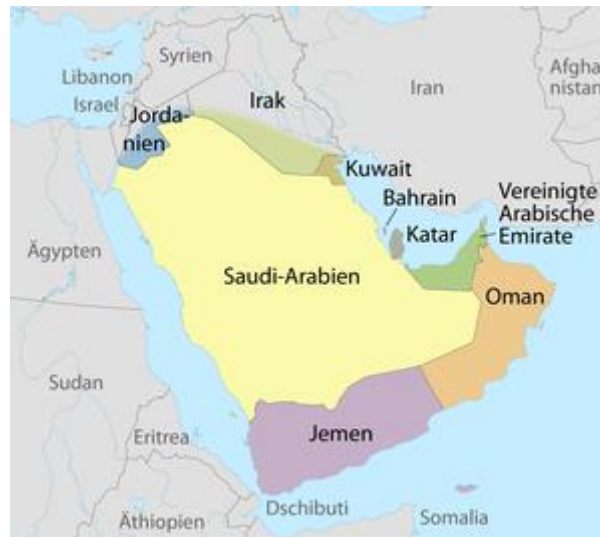 Syrien
Afgha-
nistan
Libanon
Israel
Irak
Iran
Jorda-
nien
Kuwait
Bahrain
Vereinigte
Arabische
Emirate
Katar
Ägypten
Saudi-Arabien
Oman
Sudan
Jemen
Eritrea
Dschibuti
Somalia
Äthiopien